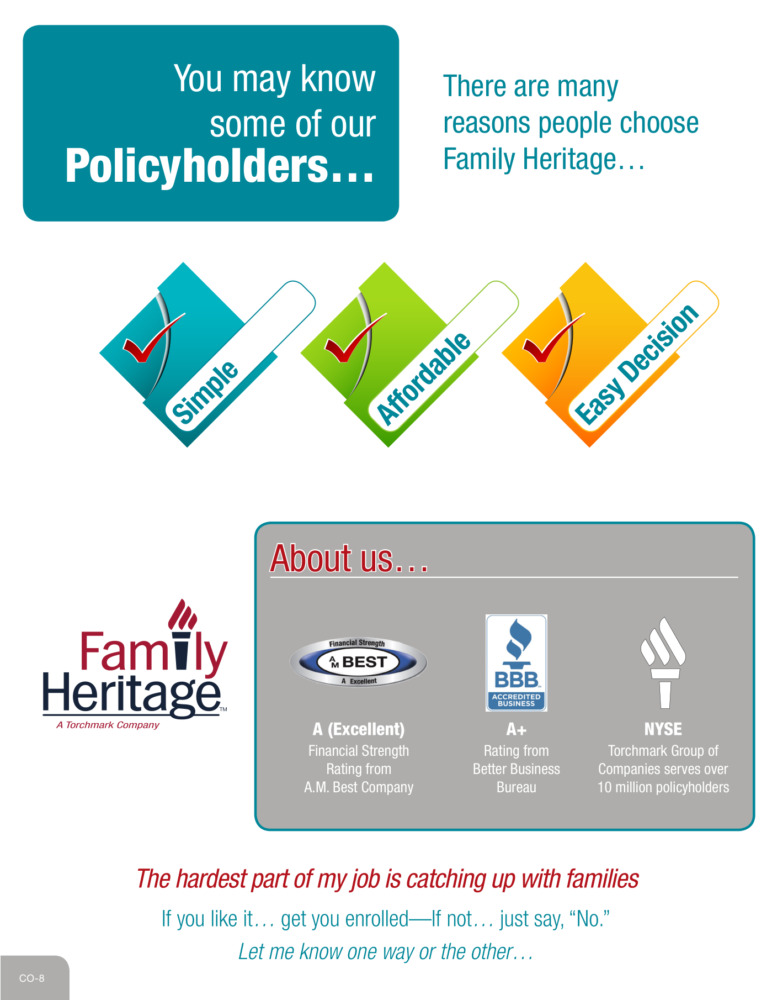 You may know
some of our
Policyholders…
There are many
reasons people choose
Family Heritage…
Simple
Affordable
Easy Decision
About us…
Family
Heritage™
A Torchmark Company
Financial Strength
AM BEST
A Excellent
BBB
ACCREDITED
BUSINESS
A (Excellent)
Financial Strength
Rating from
A.M. Best Company
A+
Rating from
Better Business
Bureau
NYSE
Torchmark Group of
Companies serves over
10 million policyholders
The hardest part of my job is catching up with families
If you like it… get you enrolled—If not… just say, “No.”
Let me know one way or the other…
CO-8